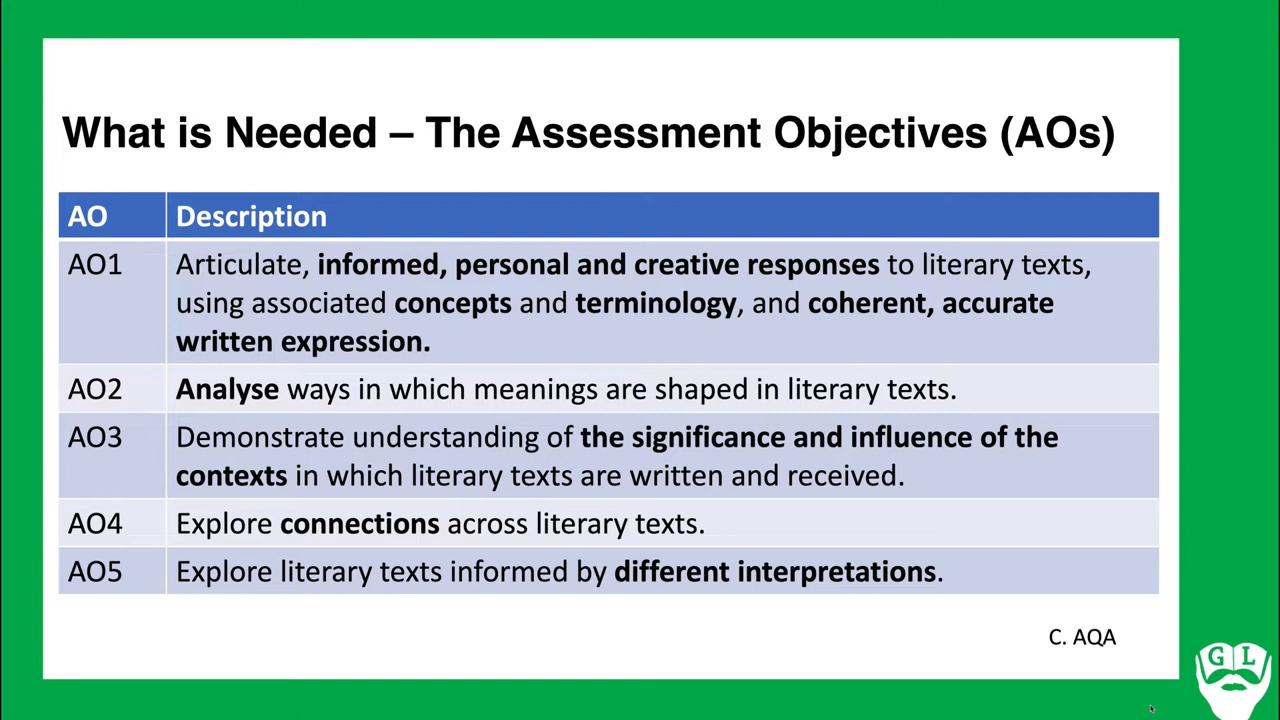 What is Needed – The Assessment Objectives (AOs)
AO Description
AO1 Articulate, informed, personal and creative responses to literary texts,
using associated concepts and terminology, and coherent, accurate
written expression.
AO2 Analyse ways in which meanings are shaped in literary texts.
AO3 Demonstrate understanding of the significance and influence of the
contexts in which literary texts are written and received.
AO4 Explore connections across literary texts.
AO5 Explore literary texts informed by different interpretations.
C. AQA
G L